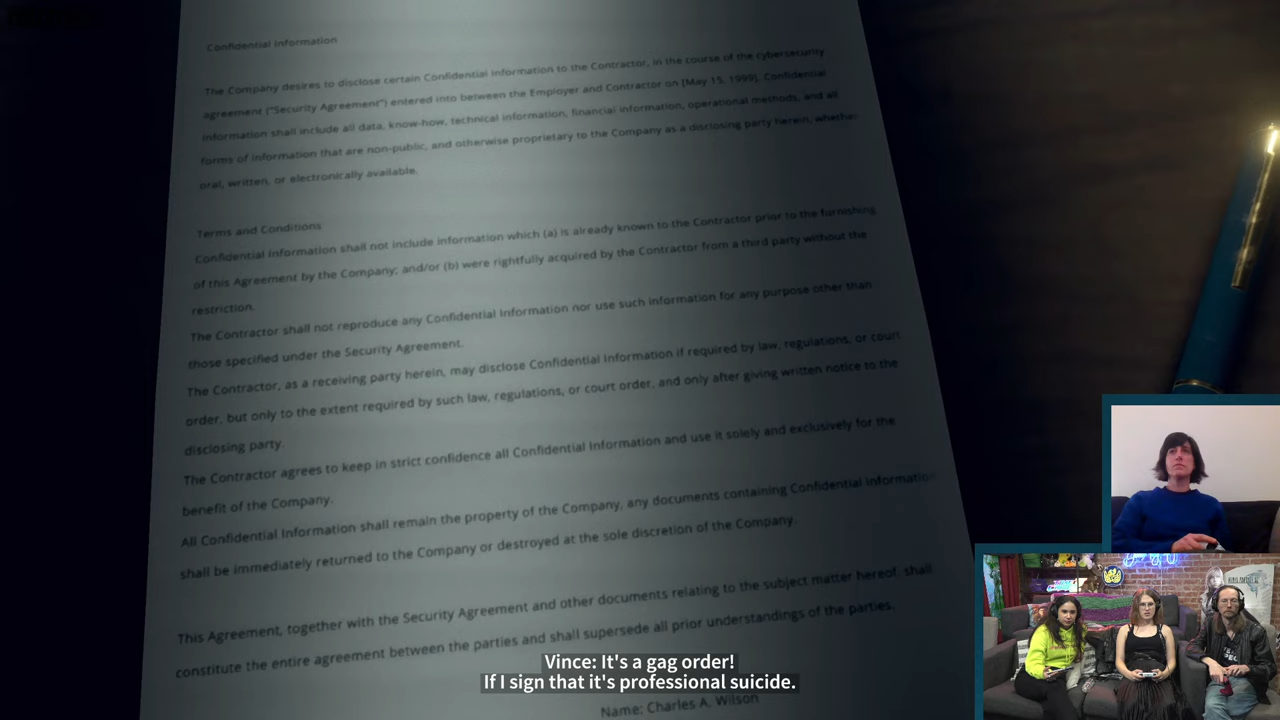 Confidential Information
The Company desires to disclose certain Confidential Information to the Contractor, in the course of the cybersecurity
agreement ("Security Agreement") entered into between the Employer and Contractor on [May 15, 1999]. Confidential
information shall include all data, know-how, technical information, financial information, operational methods, and all
forms of information that are non-public, and otherwise proprietary to the Company as a disclosing party herein, whether
oral, written, or electronically available.
Terms and Conditions
Confidential Information shall not include information which (a) is already known to the Contractor prior to the furnishing
of this Agreement by the Company; and/or (b) were rightfully acquired by the Contractor from a third party without the
restriction.
The Contractor shall not reproduce any Confidential Information nor use such information for any purpose other than
those specified under the Security Agreement.
The Contractor, as a receiving party herein, may disclose Confidential Information if required by law, regulations, or court
order, but only to the extent required by such law, regulations, or court order, and only after giving written notice to the
disclosing party.
The Contractor agrees to keep in strict confidence all Confidential Information and use it solely and exclusively for the
benefit of the Company.
All Confidential Information shall remain the property of the Company, any documents containing Confidential information
shall be immediately returned to the Company or destroyed at the sole discretion of the Company.
This Agreement, together with the Security Agreement and other documents relating to the subject matter hereof, shall
constitute the entire agreement between the parties and shall supersede all prior understandings of the parties.
Vince: It's a gag order!
If I sign that it's professional suicide.
Name: Charles A. Wilson